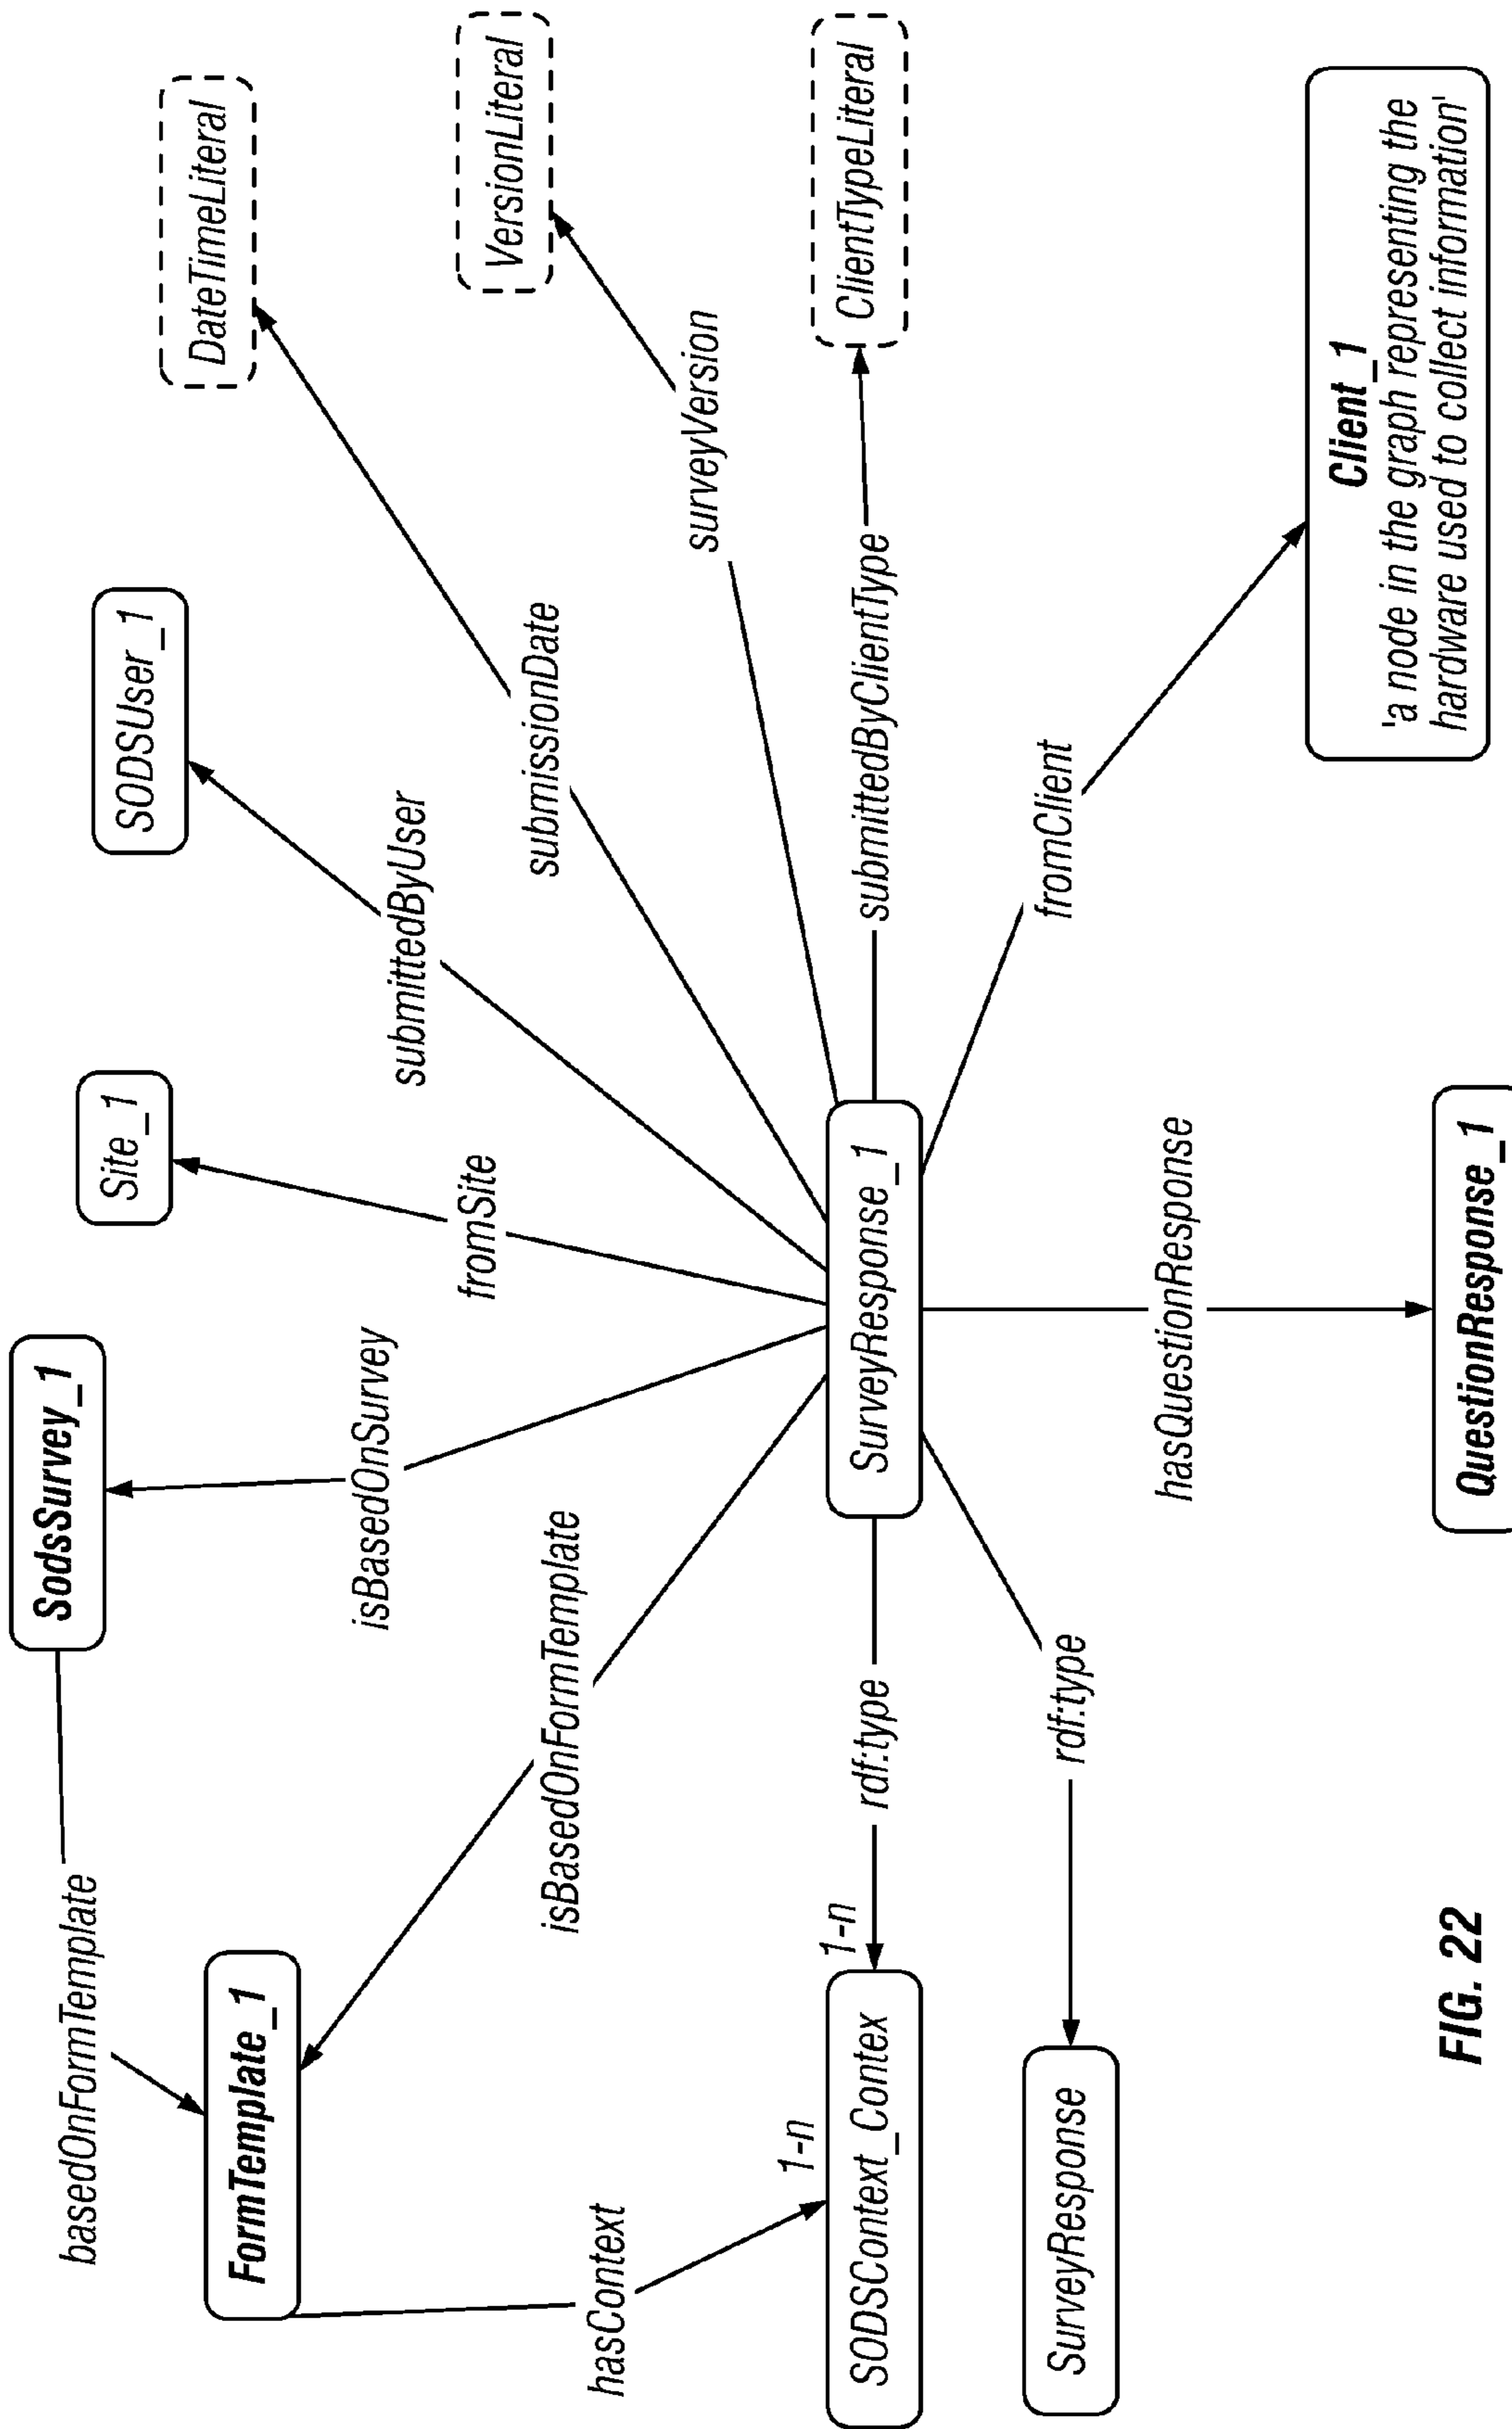 SodsSurvey_1
basedOnFormTemplate
Site_1
SODSUser_1
DateTimeLiteral
FormTemplate_1
isBasedOnSurvey
fromSite
submittedByUser
submissionDate
VersionLiteral
isBasedOnFormTemplate
surveyVersion
hasContext
1-n
1-n
SODSContext_Contex
rdf:type
SurveyResponse_1
submittedByClientType
ClientTypeLiteral
SurveyResponse
rdf:type
fromClient
hasQuestionResponse
Client_1
'a node in the graph representing the
hardware used to collect information'
QuestionResponse_1
FIG. 22